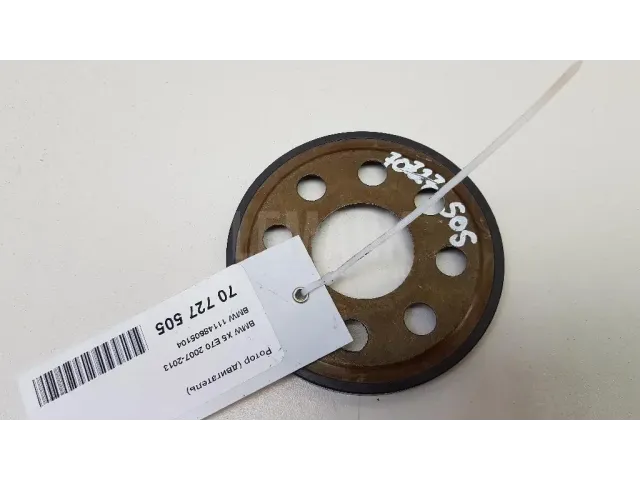 70727505
70 727 505
BMW 11148605104
BMW X5 E70 2007-2013
Ротор (двигатель)